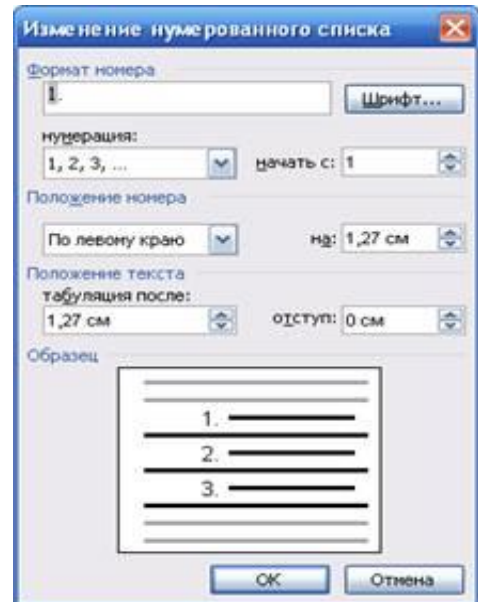 Изменение нумерованного списка
Формат номера
1.
Шрифт...
нумерация:
1, 2, 3, ...
начать с: 1
Положение номера
По левому краю
на: 1,27 см
Положение текста
табуляция после:
1,27 см
отступ: 0 см
Образец
1.
2.
3.
ОК
Отмена